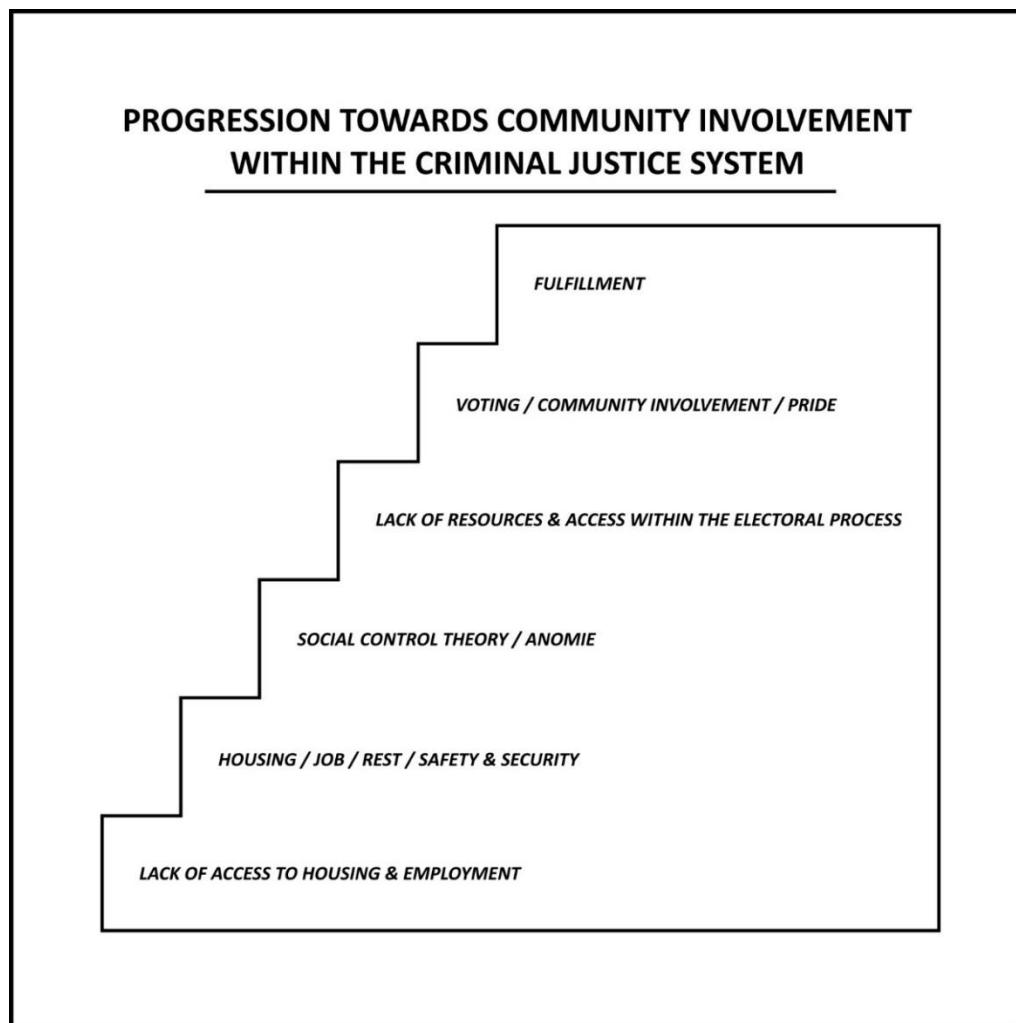 PROGRESSION TOWARDS COMMUNITY INVOLVEMENT
WITHIN THE CRIMINAL JUSTICE SYSTEM
FULFILLMENT
VOTING / COMMUNITY INVOLVEMENT / PRIDE
LACK OF RESOURCES & ACCESS WITHIN THE ELECTORAL PROCESS
SOCIAL CONTROL THEORY / ANOMIE
HOUSING / JOB / REST / SAFETY & SECURITY
LACK OF ACCESS TO HOUSING & EMPLOYMENT